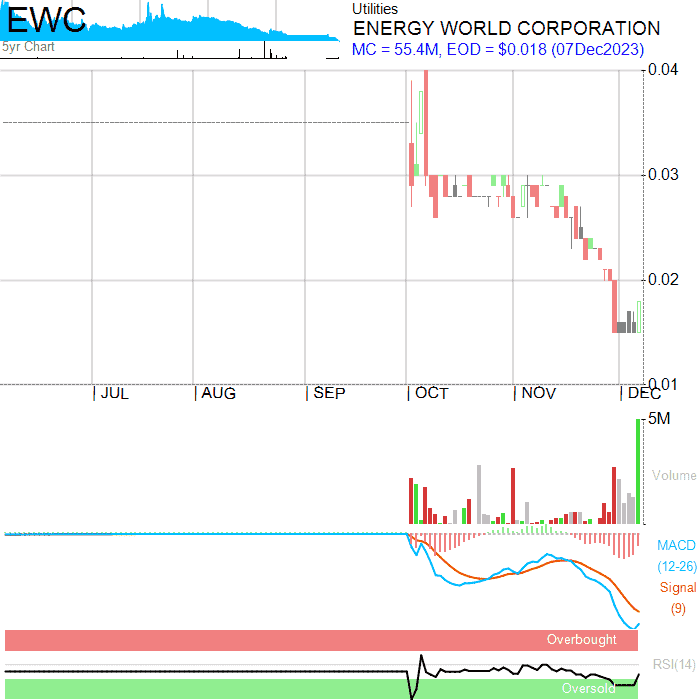 EWC
5yr Chart
Utilities
ENERGY WORLD CORPORATION
MC = 55.4M, EOD = $0.018 (07Dec2023)
0.04
0.03
0.02
0.01
JUL AUG SEP OCT NOV DEC
5M
Volume
MACD
(12-26)
Signal
(9)
Overbought
RSI(14)
Oversold